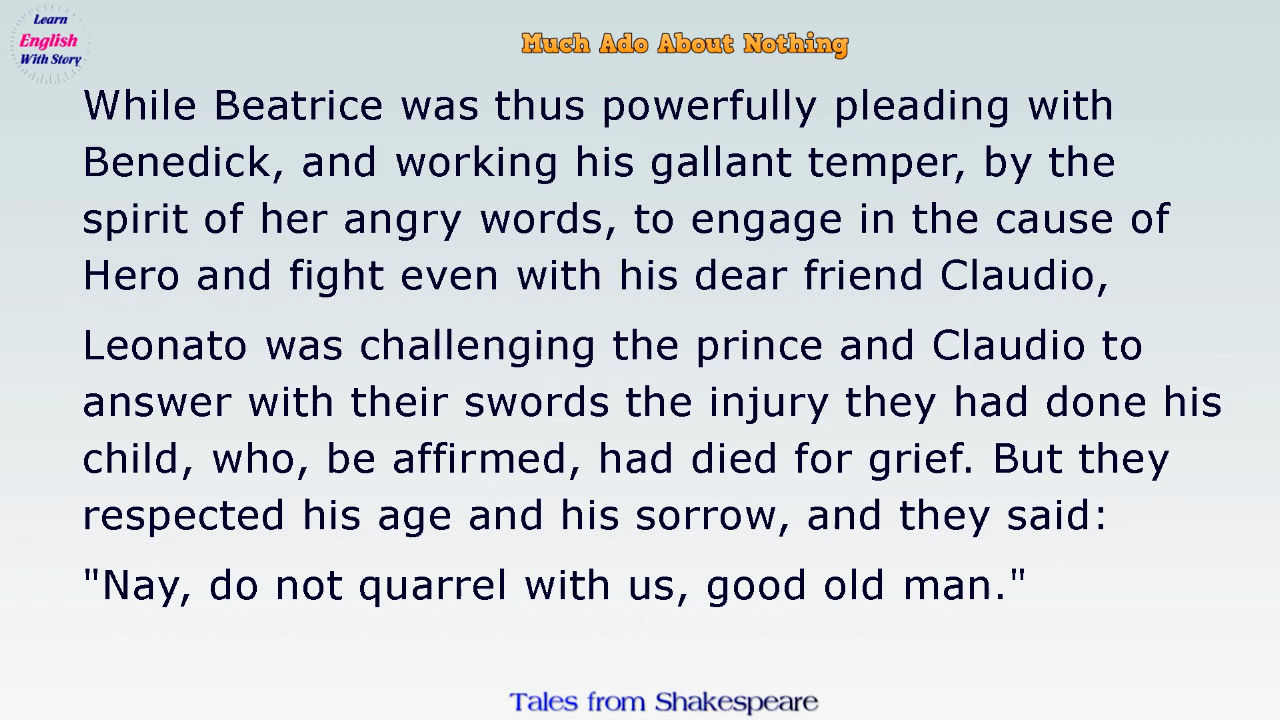 Learn
English
With Story
Much Ado About Nothing
While Beatrice was thus powerfully pleading with
Benedick, and working his gallant temper, by the
spirit of her angry words, to engage in the cause of
Hero and fight even with his dear friend Claudio,
Leonato was challenging the prince and Claudio to
answer with their swords the injury they had done his
child, who, be affirmed, had died for grief. But they
respected his age and his sorrow, and they said:
"Nay, do not quarrel with us, good old man."
Tales from Shakespeare